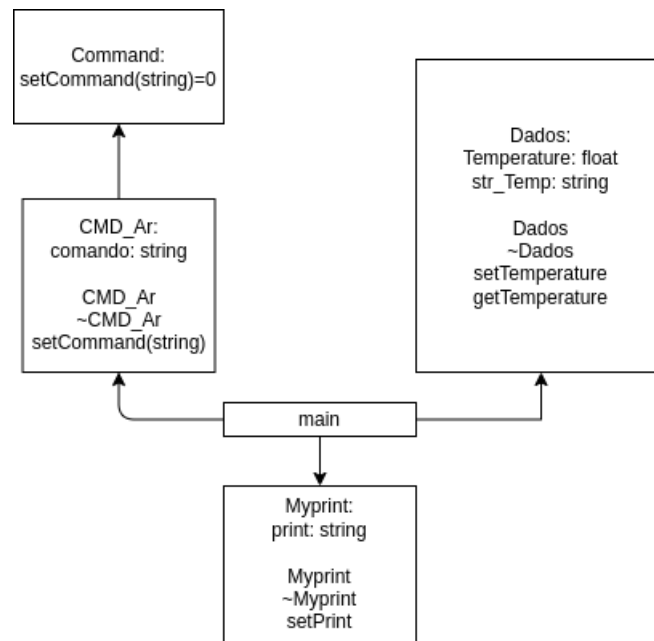 Command:
setCommand(string)=0
Dados:
Temperature: float
str_Temp: string
Dados
~Dados
setTemperature
getTemperature
CMD_Ar:
comando: string
CMD_Ar
~CMD_Ar
setCommand(string)
main
Myprint:
print: string
Myprint
~Myprint
setPrint